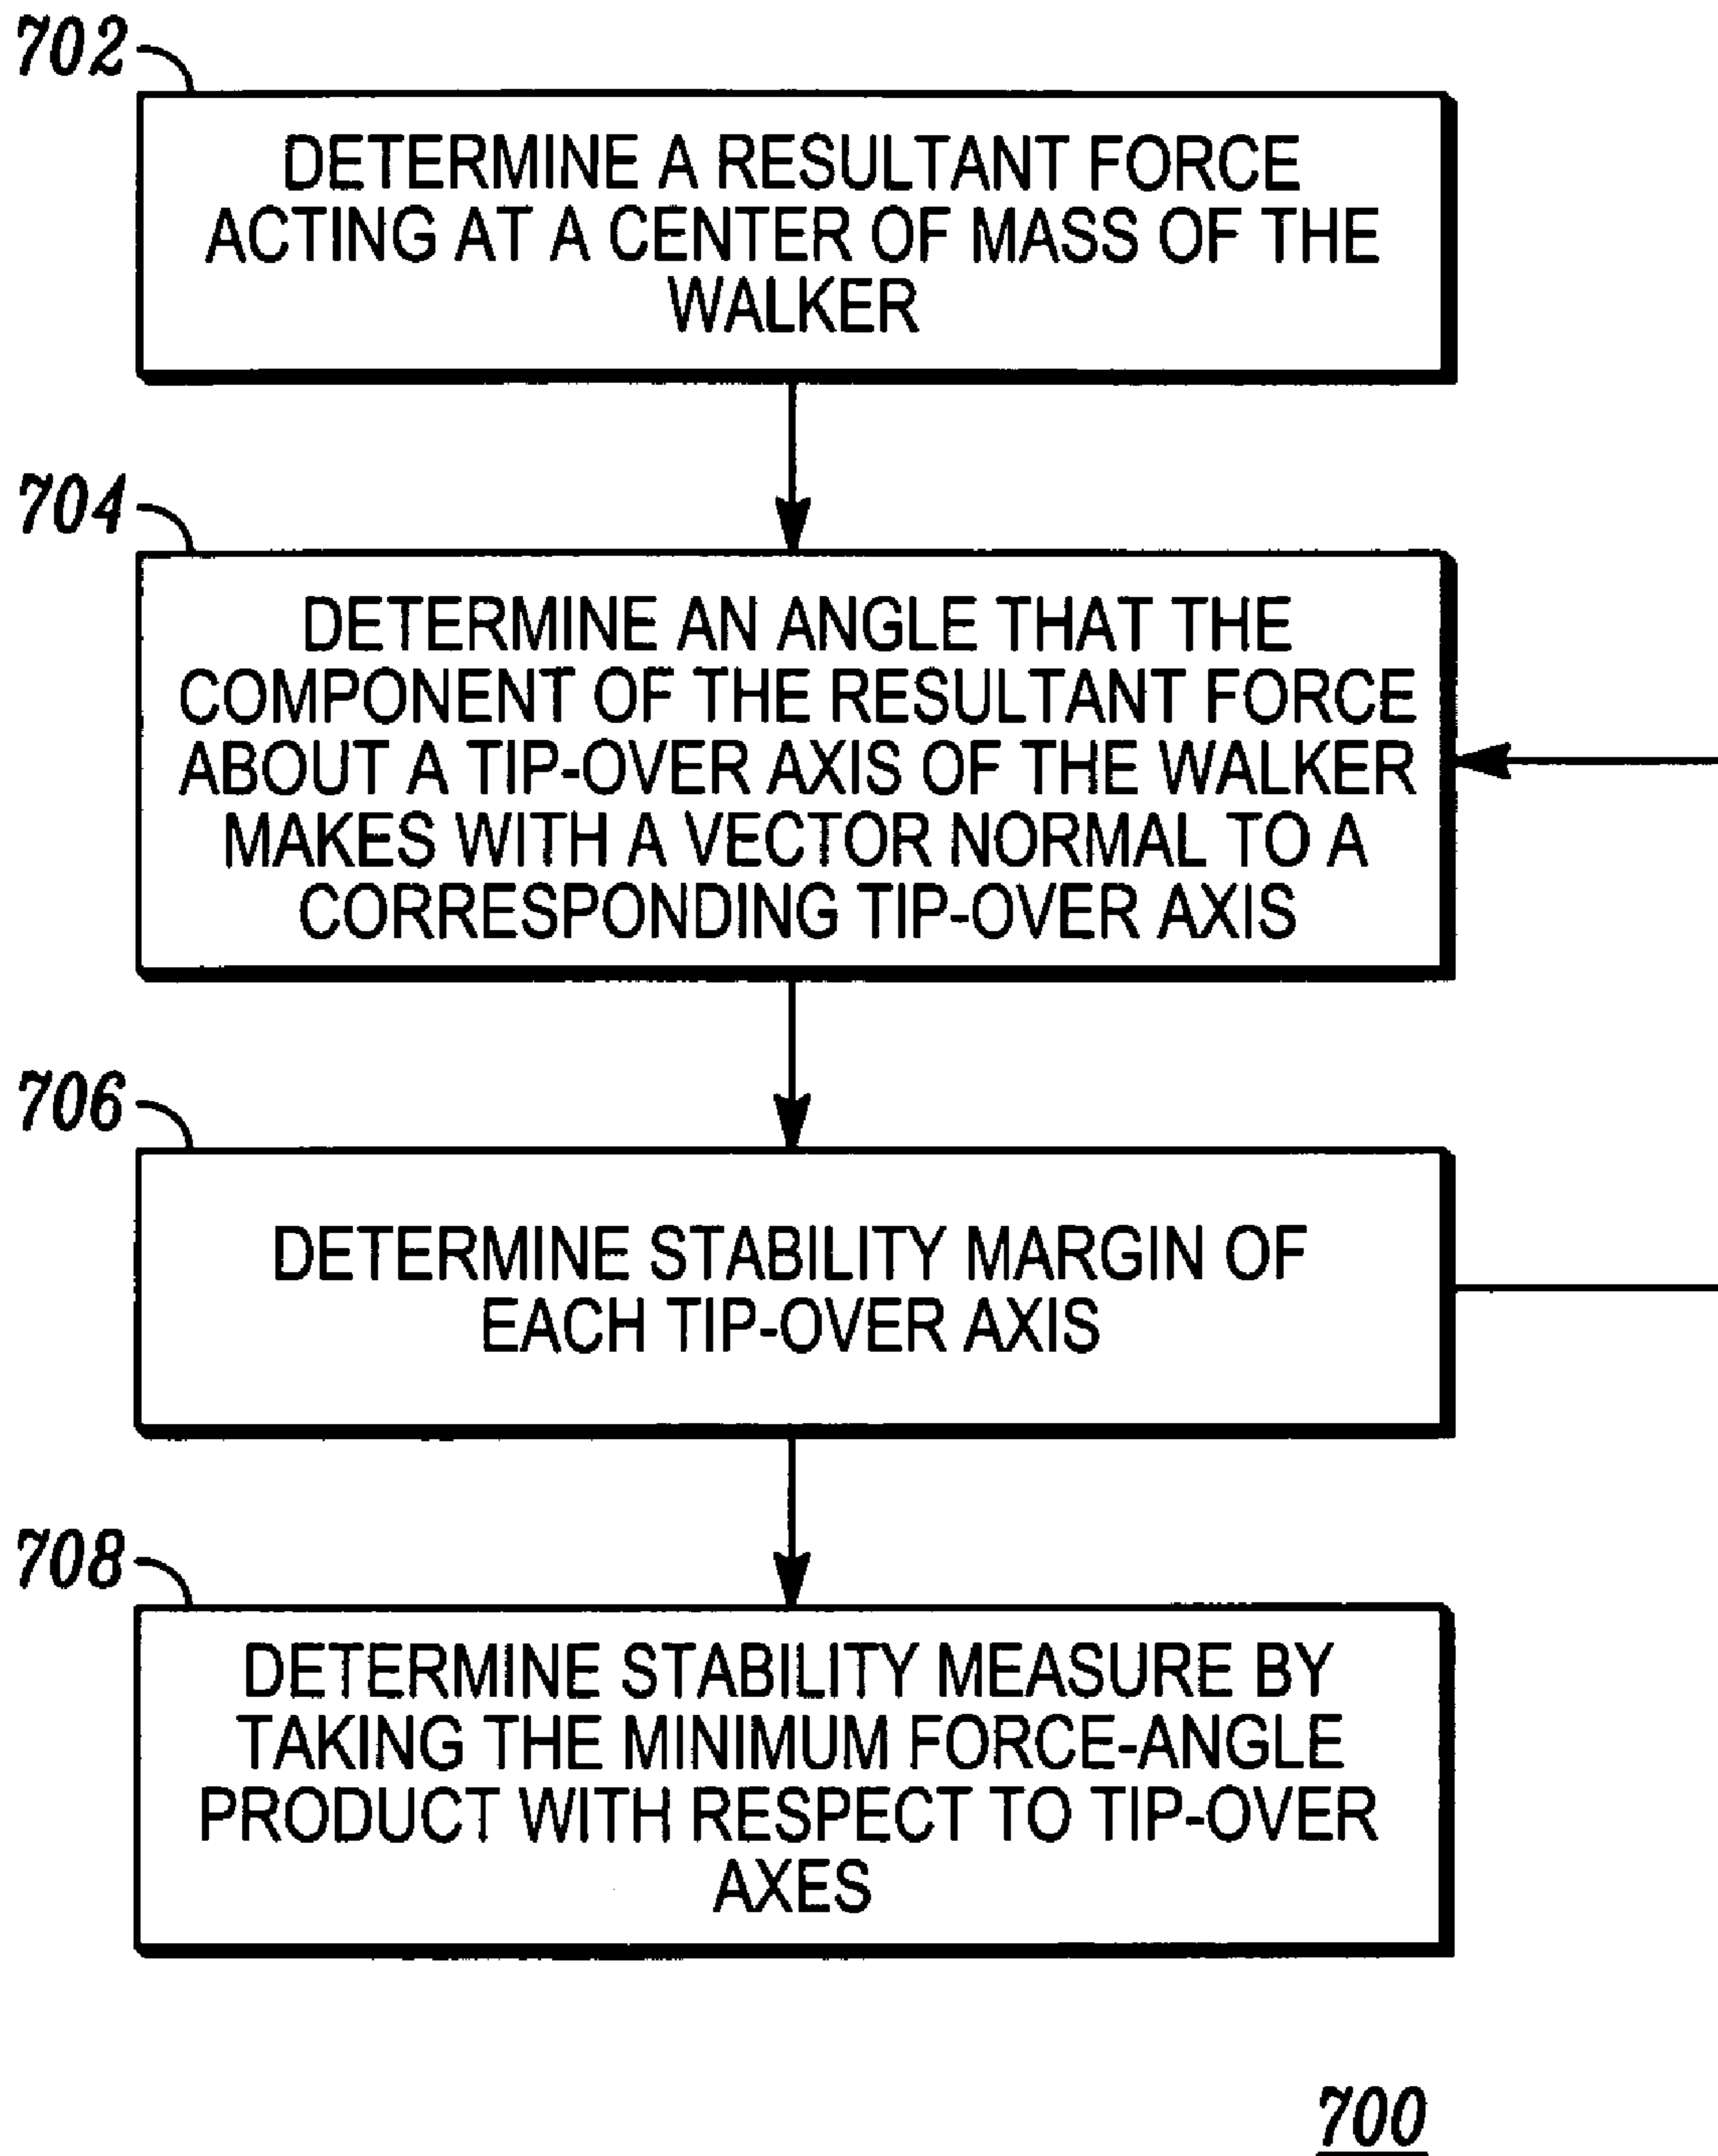 702
DETERMINE A RESULTANT FORCE
ACTING AT A CENTER OF MASS OF THE
WALKER
704
DETERMINE AN ANGLE THAT THE
COMPONENT OF THE RESULTANT FORCE
ABOUT A TIP-OVER AXIS OF THE WALKER
MAKES WITH A VECTOR NORMAL TO A
CORRESPONDING TIP-OVER AXIS
706
DETERMINE STABILITY MARGIN OF
EACH TIP-OVER AXIS
708
DETERMINE STABILITY MEASURE BY
TAKING THE MINIMUM FORCE-ANGLE
PRODUCT WITH RESPECT TO TIP-OVER
AXES
700